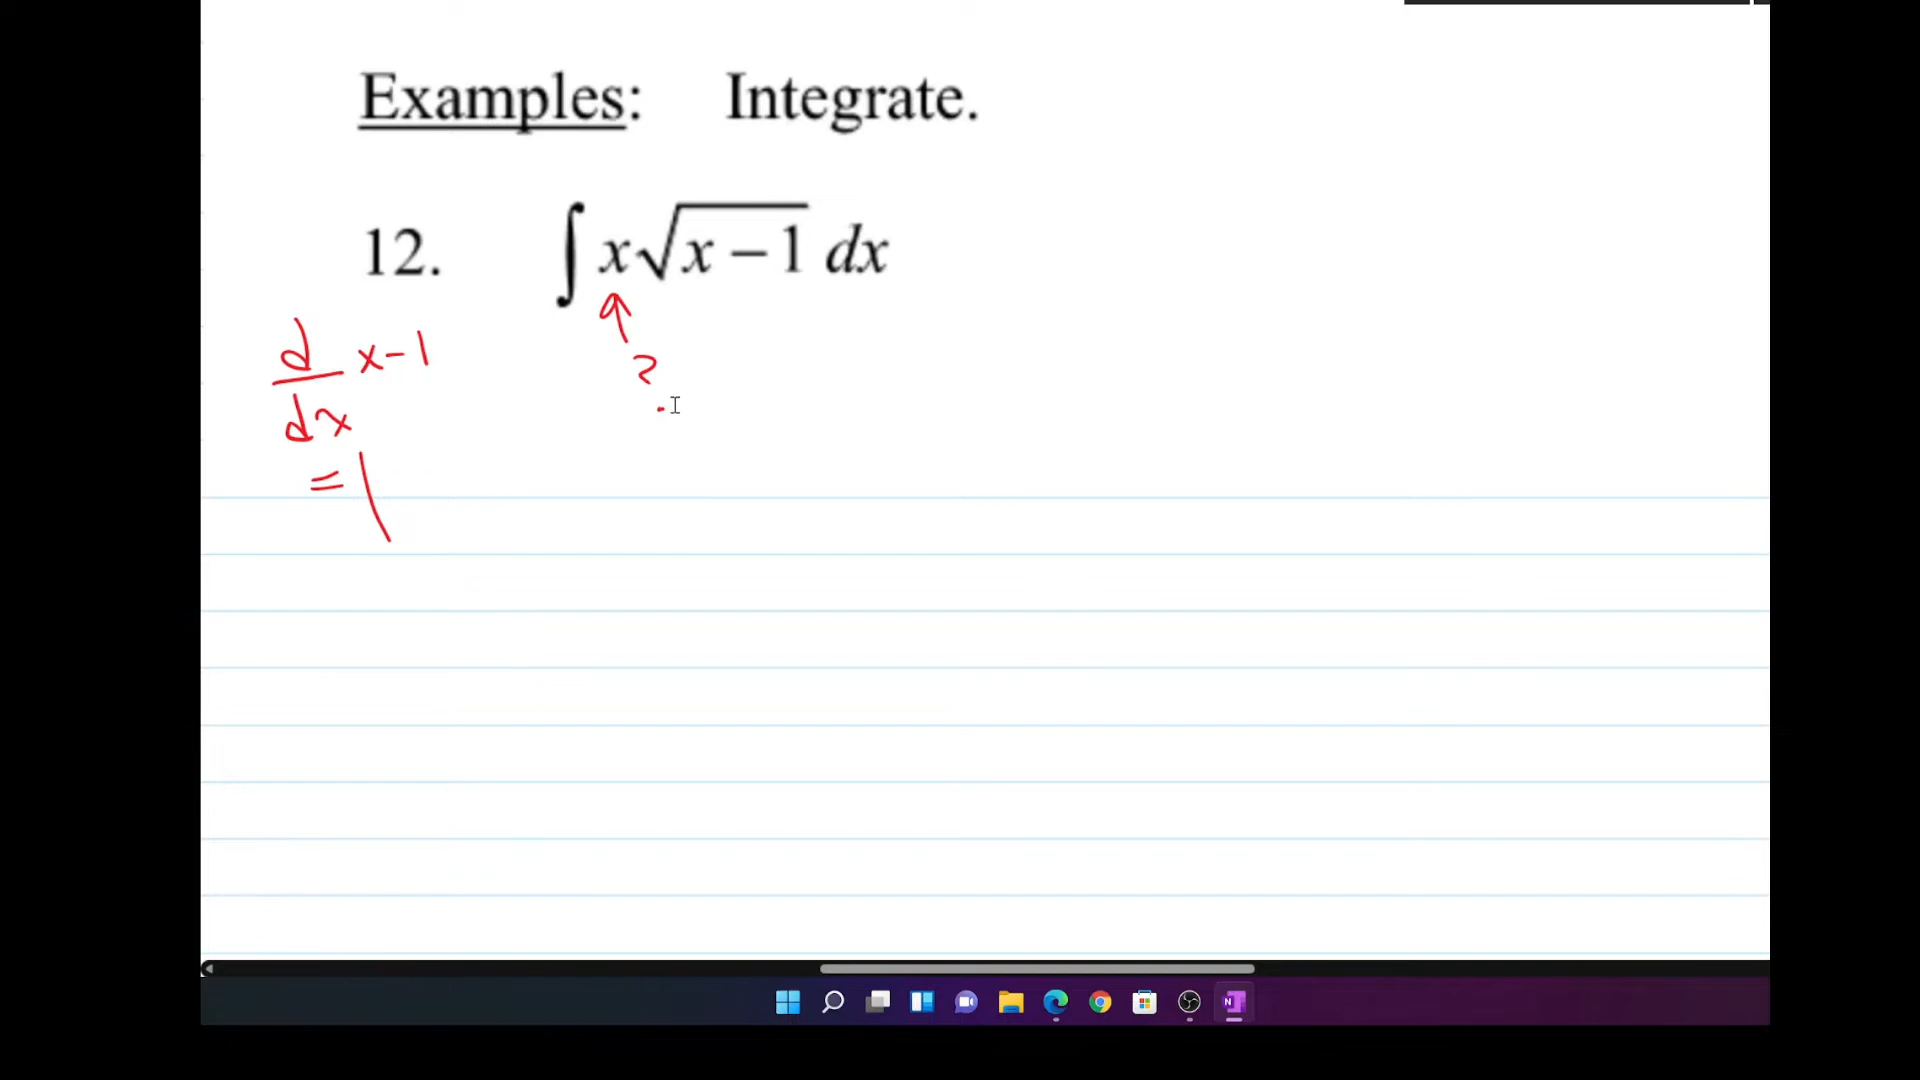 Examples: Integrate.
12. ∫ x√(x − 1) dx
d/dx x-1
?
= 1